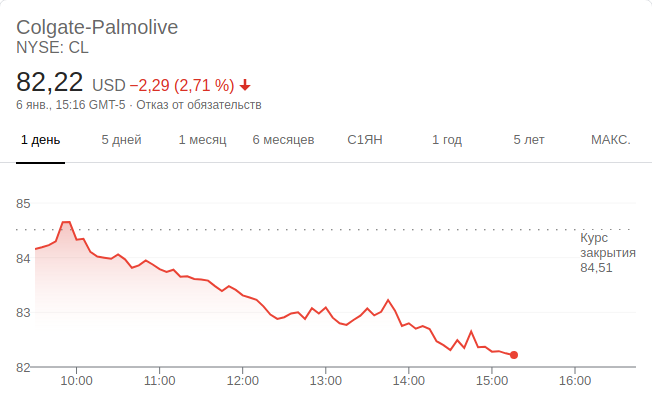 Colgate-Palmolive
NYSE: CL
82,22 USD −2,29 (2,71 %)
6 янв., 15:16 GMT-5 · Отказ от обязательств
1 день 5 дней 1 месяц 6 месяцев С1ЯН 1 год 5 лет МАКС.
85
Курс
закрытия
84,51
84
83
82
10:00 11:00 12:00 13:00 14:00 15:00 16:00